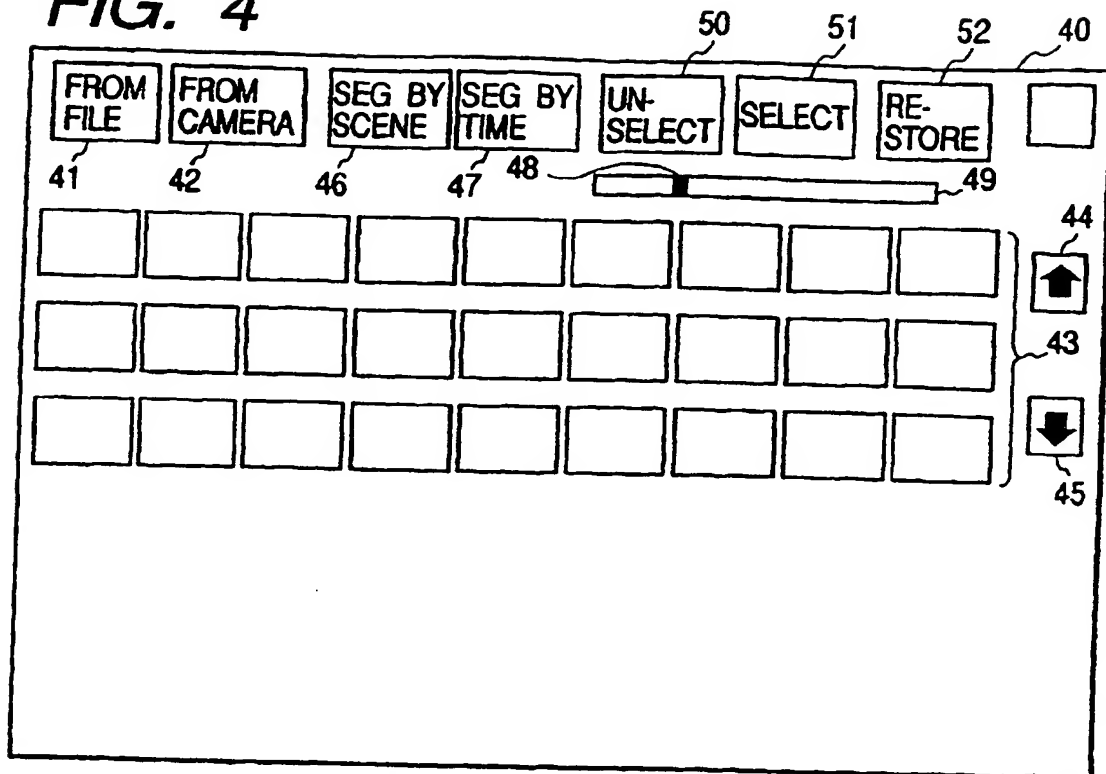 FIG. 4
50 51 52 40
FROM FILE
FROM CAMERA
SEG BY SCENE
SEG BY TIME
UN-SELECT
SELECT
RE-STORE
41 42 46 47 48 49
44
43
45